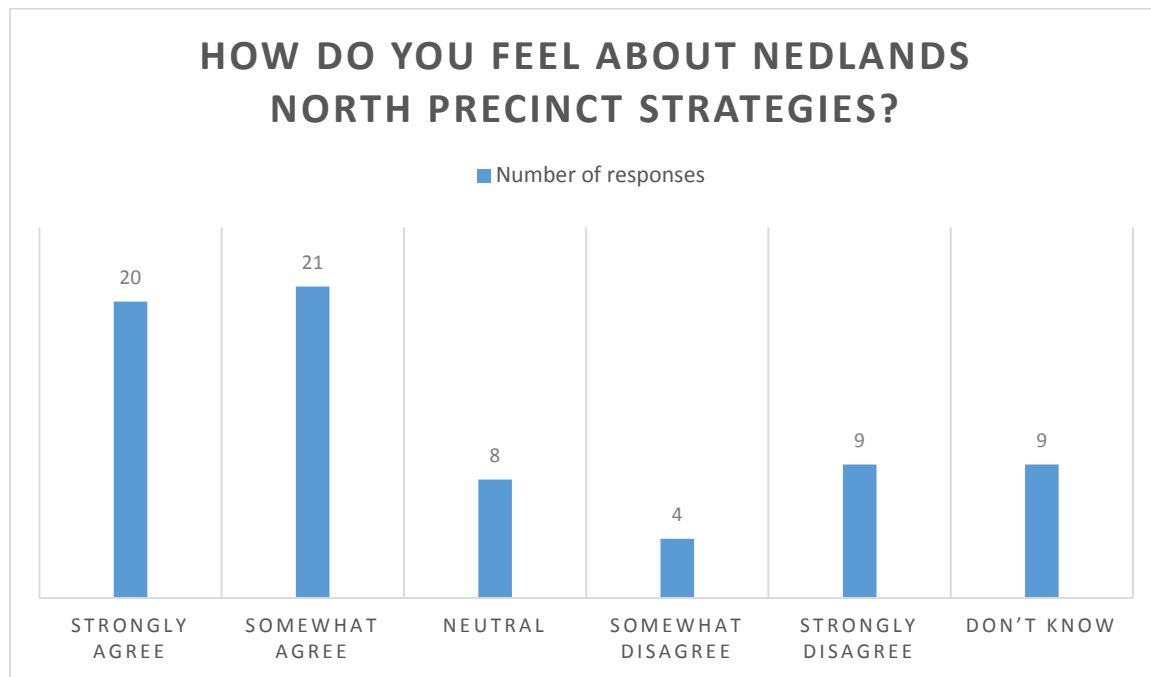 HOW DO YOU FEEL ABOUT NEDLANDS
NORTH PRECINCT STRATEGIES?
Number of responses
20
21
8
4
9
9
STRONGLY
AGREE
SOMEWHAT
AGREE
NEUTRAL
SOMEWHAT
DISAGREE
STRONGLY
DISAGREE
DON'T KNOW